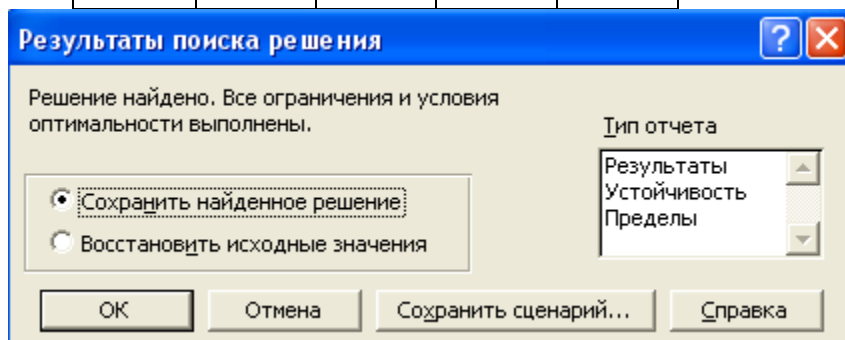 Результаты поиска решения
Решение найдено. Все ограничения и условия
оптимальности выполнены.
Тип отчета
Результаты
Устойчивость
Пределы
Сохранить найденное решение
Восстановить исходные значения
ОК Отмена Сохранить сценарий... Справка